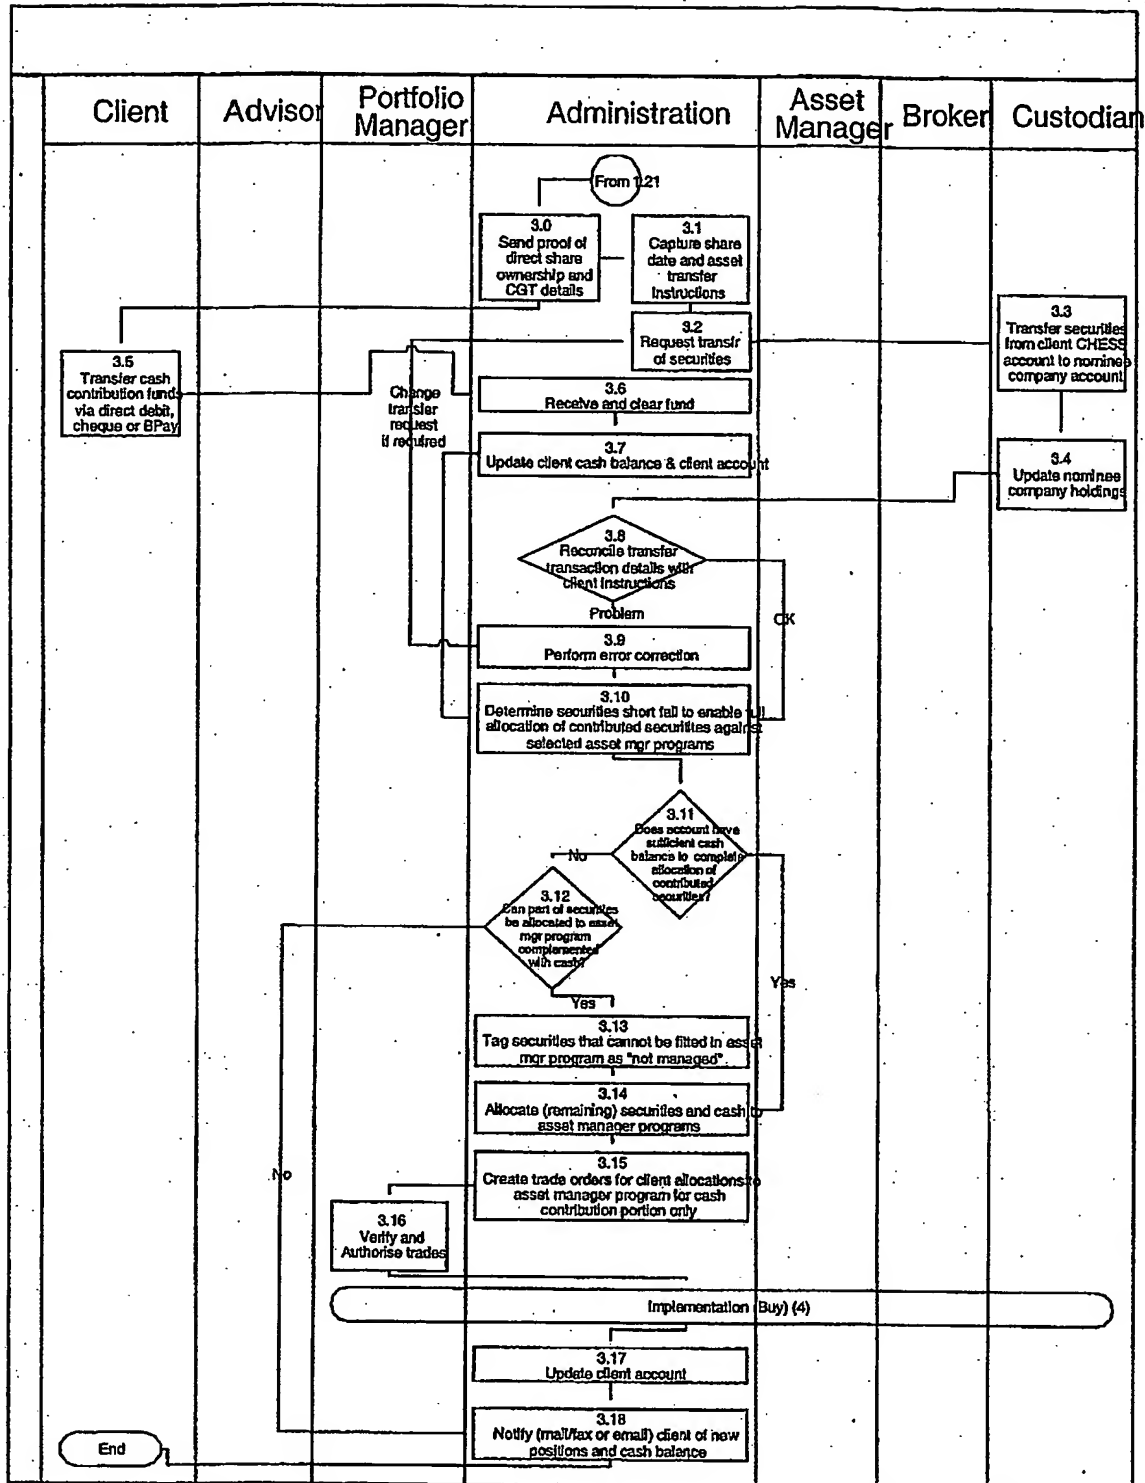 Client
Advisor
Portfolio
Manager
Administration
Asset
Manager
Broker
Custodian
From 1.21
3.0
Send proof of
direct share
ownership and
CGT details
3.1
Capture share
date and asset
transfer
instructions
3.2
Request transfr
of securities
3.3
Transfer securities
from client CHESS
account to nominee
company account
3.5
Transfer cash
contribution funds
via direct debit,
cheque or BPay
Change
transfer
request
if required
3.6
Receive and clear fund
3.7
Update client cash balance & client account
3.4
Update nominee
company holdings
3.8
Reconcile transfer
transaction details with
client instructions
Problem
OK
3.9
Perform error correction
3.10
Determine securities short fall to enable full
allocation of contributed securities against
selected asset mgr programs
3.11
Does account have
sufficient cash
balance to complete
allocation of
contributed
securities?
No
3.12
Can part of securities
be allocated to asset
mgr program
complemented
with cash?
Yes
Yes
3.13
Tag securities that cannot be fitted in asset
mgr program as "not managed".
3.14
Allocate (remaining) securities and cash to
asset manager programs
No
3.15
Create trade orders for client allocations to
asset manager program for cash
contribution portion only
3.16
Verify and
Authorise trades
Implementation (Buy) (4)
3.17
Update client account
3.18
Notify (mail/fax or email) client of new
positions and cash balance
End